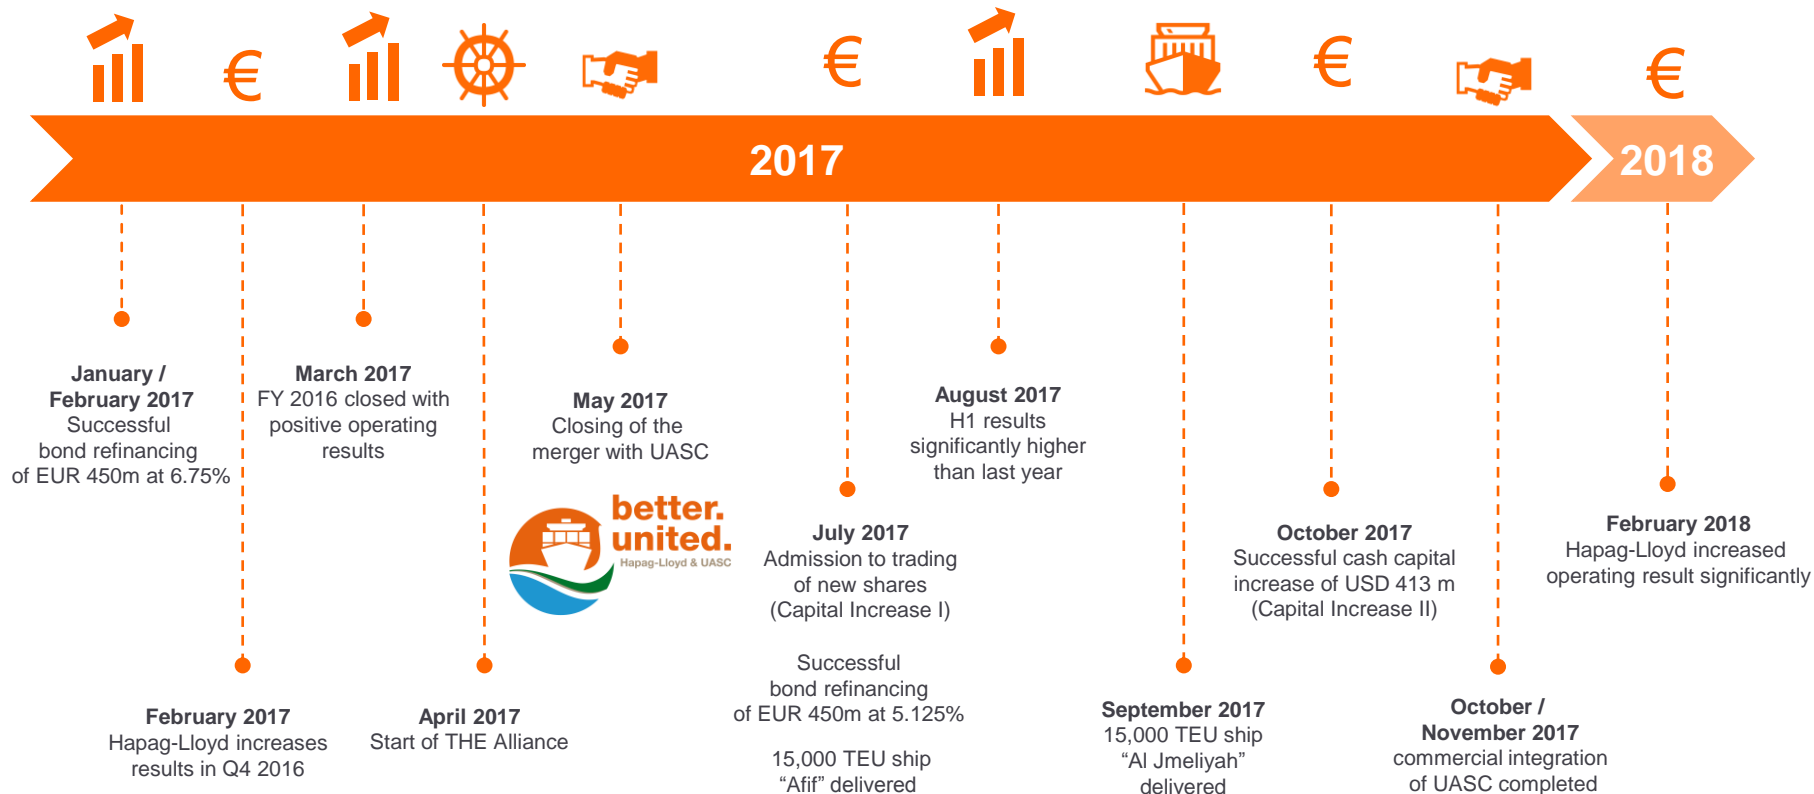 2017
2018
January /
February 2017
Successful
bond refinancing
of EUR 450m at 6.75%
February 2017
Hapag-Lloyd increases
results in Q4 2016
March 2017
FY 2016 closed with
positive operating
results
April 2017
Start of THE Alliance
May 2017
Closing of the
merger with UASC
better.
united.
Hapag-Lloyd & UASC
July 2017
Admission to trading
of new shares
(Capital Increase I)
Successful
bond refinancing
of EUR 450m at 5.125%
15,000 TEU ship
“Afif” delivered
August 2017
H1 results
significantly higher
than last year
September 2017
15,000 TEU ship
“Al Jmeliyah”
delivered
October 2017
Successful cash capital
increase of USD 413 m
(Capital Increase II)
October /
November 2017
commercial integration
of UASC completed
February 2018
Hapag-Lloyd increased
operating result significantly